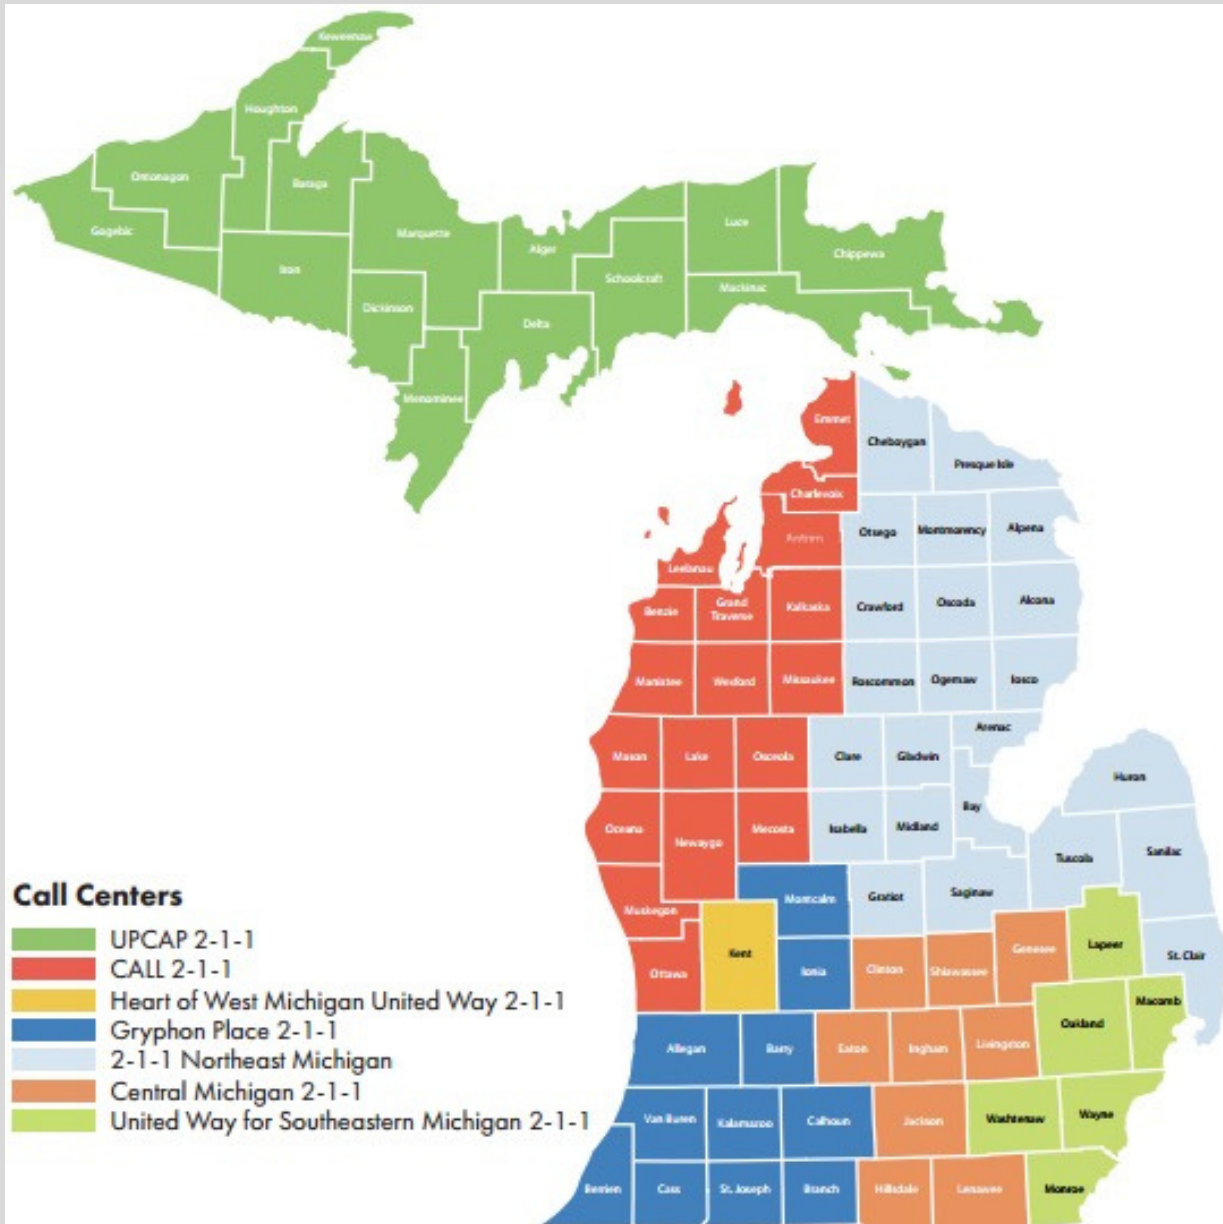 Keweenaw
Houghton
Ontonagon
Baraga
Gogebic
Marquette
Luce
Alger
Chippewa
Iron
Schoolcraft
Mackinac
Dickinson
Delta
Menominee
Emmet
Cheboygan
Presque Isle
Charlevoix
Antrim
Otsego
Montmorency
Alpena
Leelanau
Benzie
Grand
Traverse
Kalkaska
Crawford
Oscoda
Alcona
Manistee
Wexford
Missaukee
Roscommon
Ogemaw
Iosco
Arenac
Mason
Lake
Osceola
Clare
Gladwin
Huron
Bay
Oceana
Newaygo
Mecosta
Isabella
Midland
Tuscola
Sanilac
Muskegon
Montcalm
Gratiot
Saginaw
Kent
Genesee
Lapeer
St. Clair
Ottawa
Ionia
Clinton
Shiawassee
Macomb
Oakland
Allegan
Barry
Eaton
Ingham
Livingston
Van Buren
Kalamazoo
Calhoun
Jackson
Washtenaw
Wayne
Berrien
Cass
St. Joseph
Branch
Hillsdale
Lenawee
Monroe
Call Centers
UPCAP 2-1-1
CALL 2-1-1
Heart of West Michigan United Way 2-1-1
Gryphon Place 2-1-1
2-1-1 Northeast Michigan
Central Michigan 2-1-1
United Way for Southeastern Michigan 2-1-1